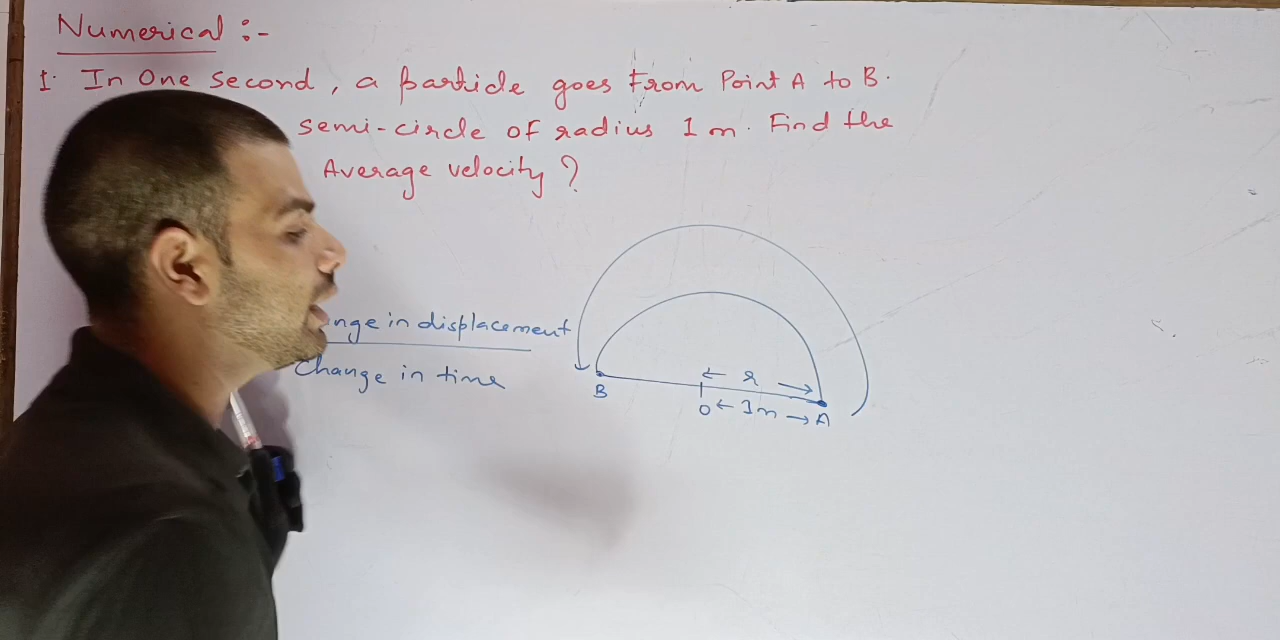 Numerical :-
1. In One second, a particle goes From Point A to B.
semi-circle of radius 1 m. Find the
Average velocity?
nge in displacement
Change in time
← r →
B
O ← 1m → A